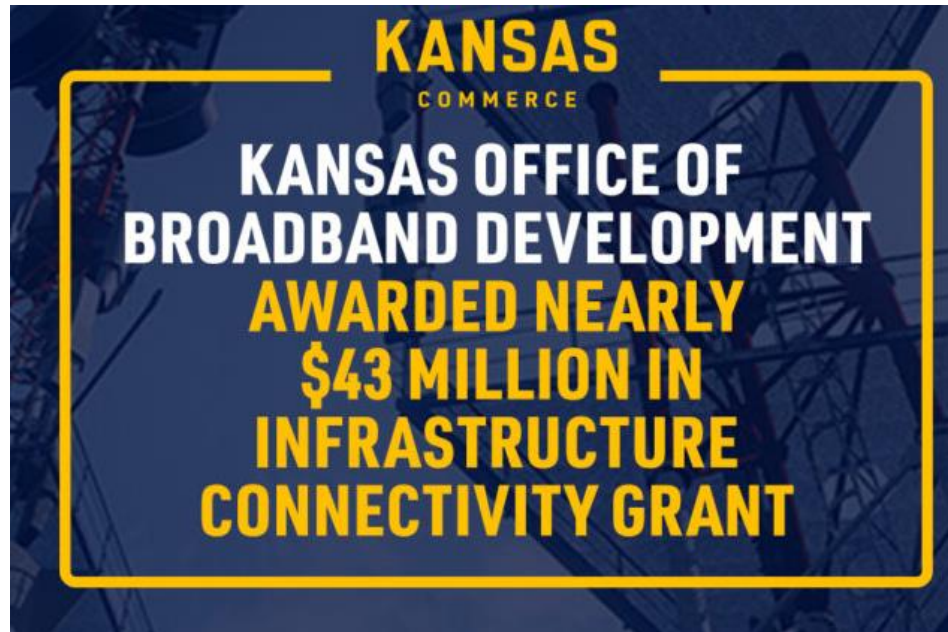 KANSAS
COMMERCE
KANSAS OFFICE OF
BROADBAND DEVELOPMENT
AWARDED NEARLY
$43 MILLION IN
INFRASTRUCTURE
CONNECTIVITY GRANT